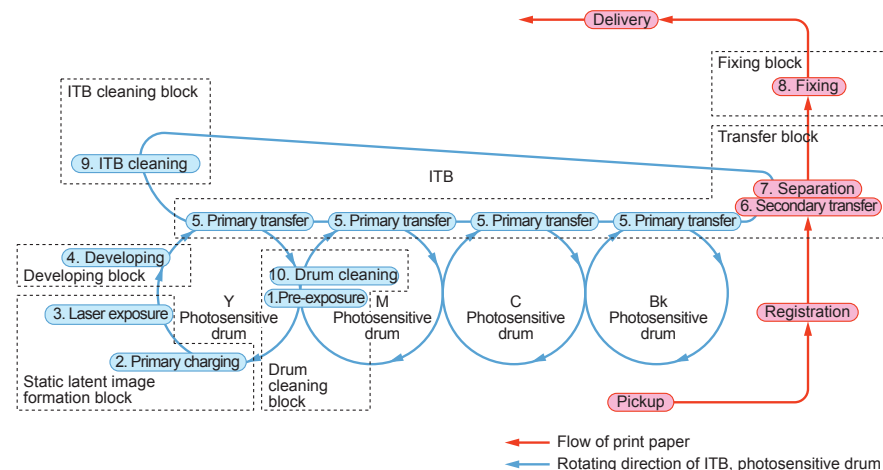 Delivery
Fixing block
8. Fixing
ITB cleaning block
Transfer block
9. ITB cleaning
ITB
7. Separation
6. Secondary transfer
5. Primary transfer
5. Primary transfer
5. Primary transfer
5. Primary transfer
4. Developing
Developing block
10. Drum cleaning
1.Pre-exposure
3. Laser exposure
Y
Photosensitive
drum
M
Photosensitive
drum
C
Photosensitive
drum
Bk
Photosensitive
drum
Registration
2. Primary charging
Static latent image
formation block
Drum
cleaning
block
Pickup
Flow of print paper
Rotating direction of ITB, photosensitive drum